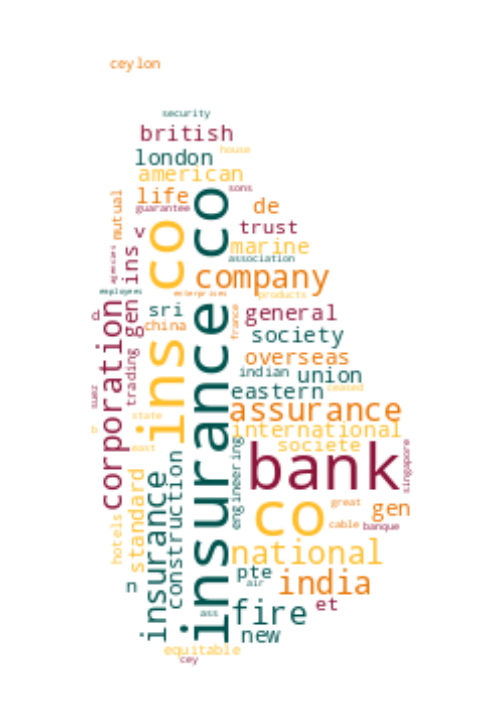 ceylon
security
british
house
london
american
sons
life
guarantee
mutual
de
v
trust
marine
association
agencies
ins
company
employees
enterprises
products
ins co
insurance co
sri
china
france
general
gen
trading
corporation
society
overseas
indian
union
eastern
ceased
suez
assurance
state
international
b
east
societe
bank
singapore
engineering
standard
insurance
construction
co
great
gen
cable
banque
hotels
national
pte
air
india
n
ass
fire
et
new
equitable
cey